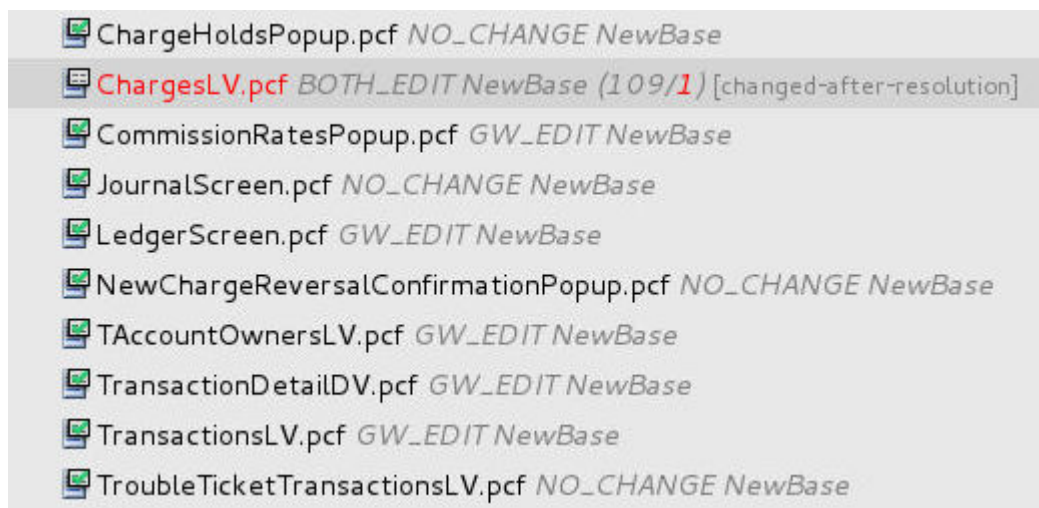 ChargeHoldsPopup.pcf NO_CHANGE NewBase
ChargesLV.pcf BOTH_EDIT NewBase (109/1) [changed-after-resolution]
CommissionRatesPopup.pcf GW_EDIT NewBase
JournalScreen.pcf NO_CHANGE NewBase
LedgerScreen.pcf GW_EDIT NewBase
NewChargeReversalConfirmationPopup.pcf NO_CHANGE NewBase
TAccountOwnersLV.pcf GW_EDIT NewBase
TransactionDetailDV.pcf GW_EDIT NewBase
TransactionsLV.pcf GW_EDIT NewBase
TroubleTicketTransactionsLV.pcf NO_CHANGE NewBase